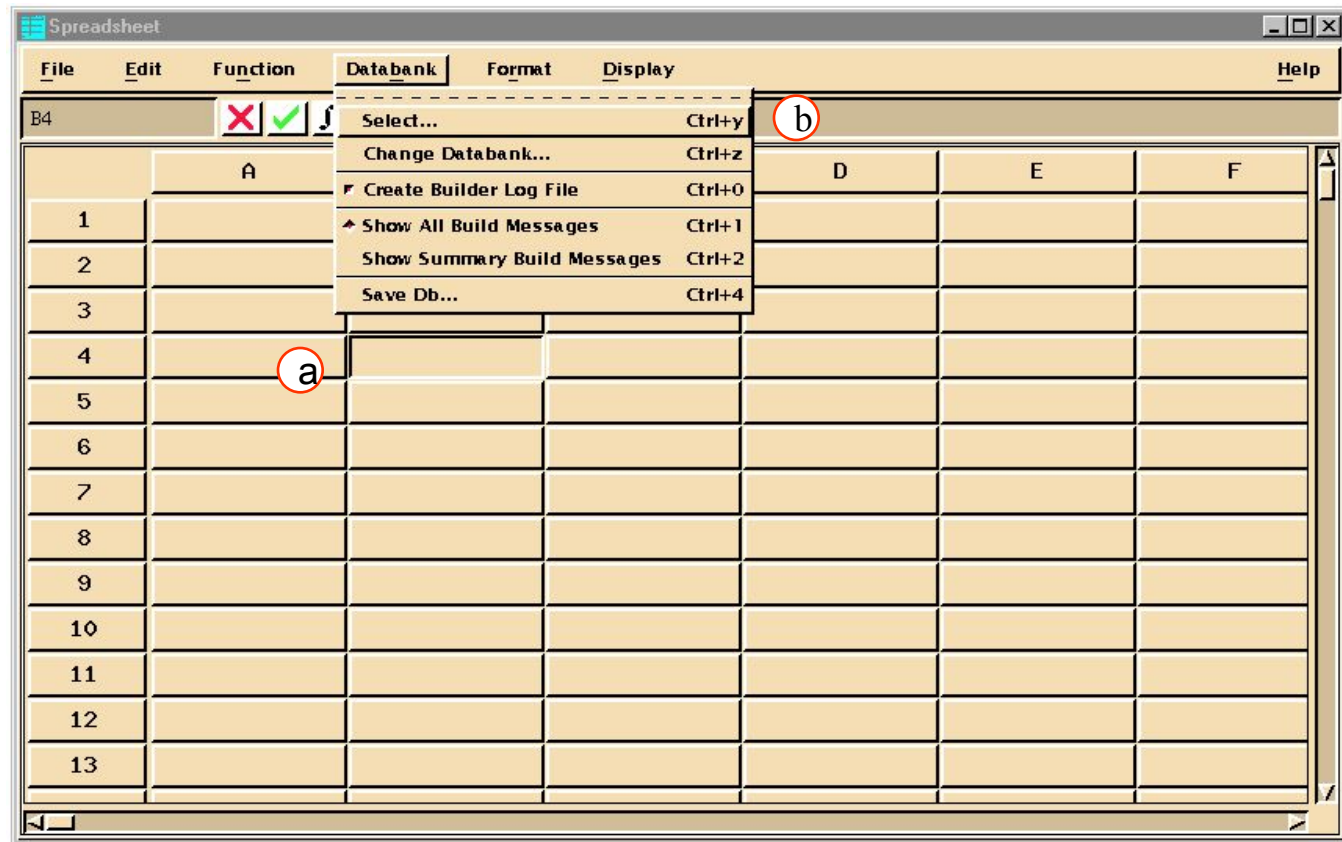 Spreadsheet
File Edit Function Databank Format Display Help
B4
Select... Ctrl+y b
Change Databank... Ctrl+z
A D E F
Create Builder Log File Ctrl+0
1 Show All Build Messages Ctrl+1
2 Show Summary Build Messages Ctrl+2
3 Save Db... Ctrl+4
4 a
5
6
7
8
9
10
11
12
13